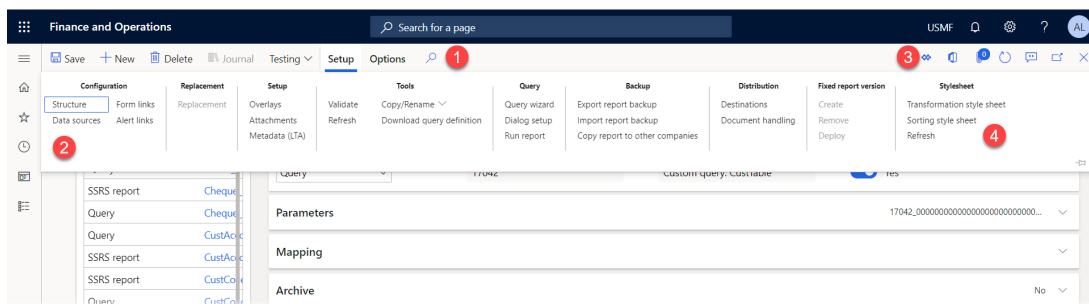 Finance and Operations
Search for a page
USMF
?
AL
Save
New
Delete
Journal
Testing
Setup
Options
1
3
0
Configuration
Replacement
Setup
Tools
Query
Backup
Distribution
Fixed report version
Stylesheet
Structure
Form links
Replacement
Overlays
Validate
Copy/Rename
Query wizard
Export report backup
Destinations
Create
Transformation style sheet
Data sources
Alert links
Attachments
Refresh
Download query definition
Dialog setup
Import report backup
Document handling
Remove
Sorting style sheet
2
Metadata (LTA)
Run report
Copy report to other companies
Deploy
Refresh
4
Query
17042
Custom query: CustTable
Yes
SSRS report
Cheque_
Query
Cheque_
Parameters
17042_00000000000000000000000000...
Query
CustAcc
SSRS report
CustAcc
Mapping
SSRS report
CustCo
Archive
No
Query
CustCo